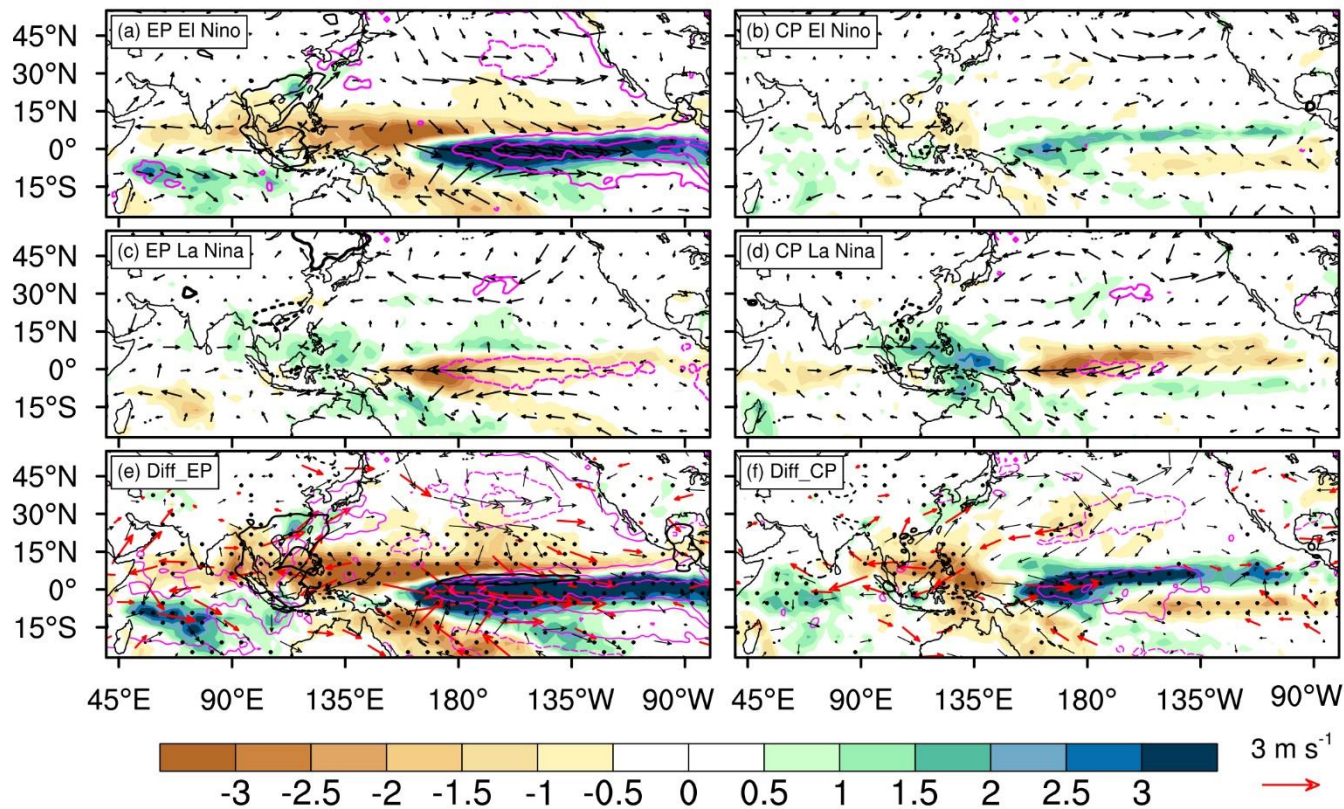 45°N (a) EP El Nino (b) CP El Nino
30°N
15°N
0°
15°S
45°N (c) EP La Nina (d) CP La Nina
30°N
15°N
0°
15°S
45°N (e) Diff_EP (f) Diff_CP
30°N
15°N
0°
15°S
45°E 90°E 135°E 180° 135°W 90°W 45°E 90°E 135°E 180° 135°W 90°W
3 m s⁻¹
-3 -2.5 -2 -1.5 -1 -0.5 0 0.5 1 1.5 2 2.5 3